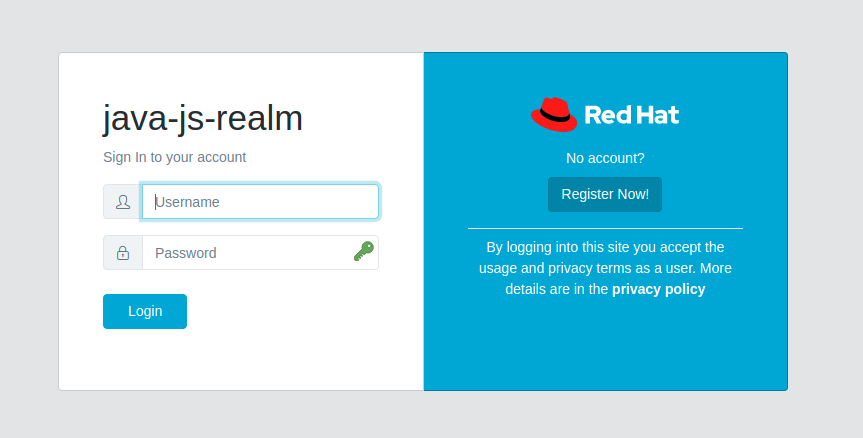 java-js-realm
Sign In to your account
Username
Password
Login
Red Hat
No account?
Register Now!
By logging into this site you accept the
usage and privacy terms as a user. More
details are in the privacy policy